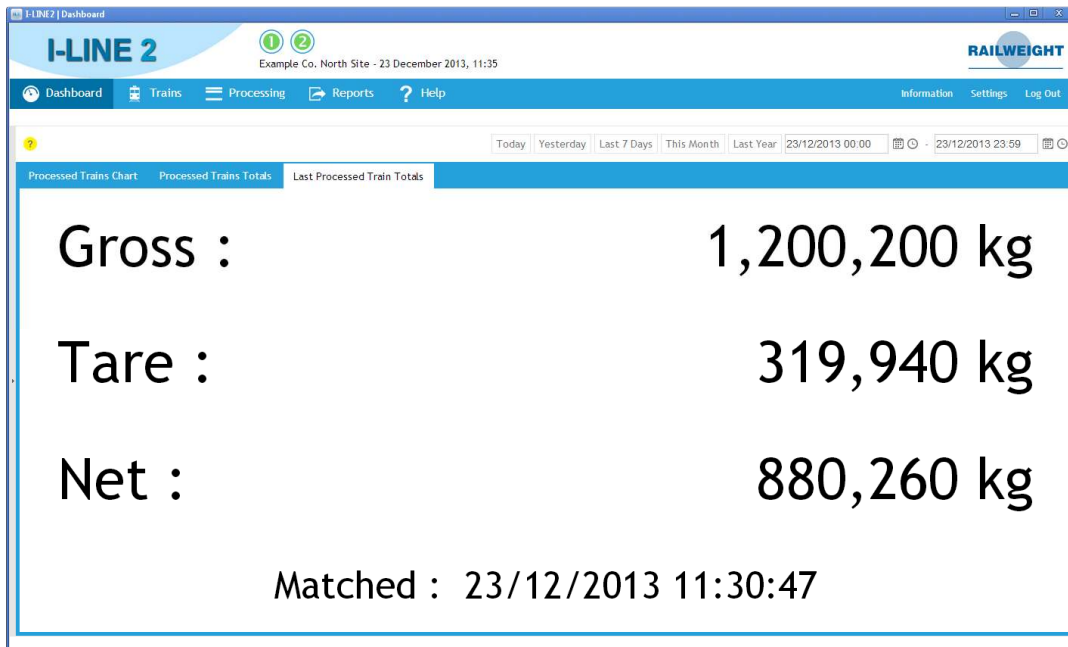 I-LINE2 | Dashboard
I-LINE 2
1 2
Example Co. North Site - 23 December 2013, 11:35
RAILWEIGHT
Dashboard Trains Processing Reports ? Help Information Settings Log Out
? Today Yesterday Last 7 Days This Month Last Year 23/12/2013 00:00 - 23/12/2013 23:59
Processed Trains Chart Processed Trains Totals Last Processed Train Totals
Gross : 1,200,200 kg
Tare : 319,940 kg
Net : 880,260 kg
Matched : 23/12/2013 11:30:47